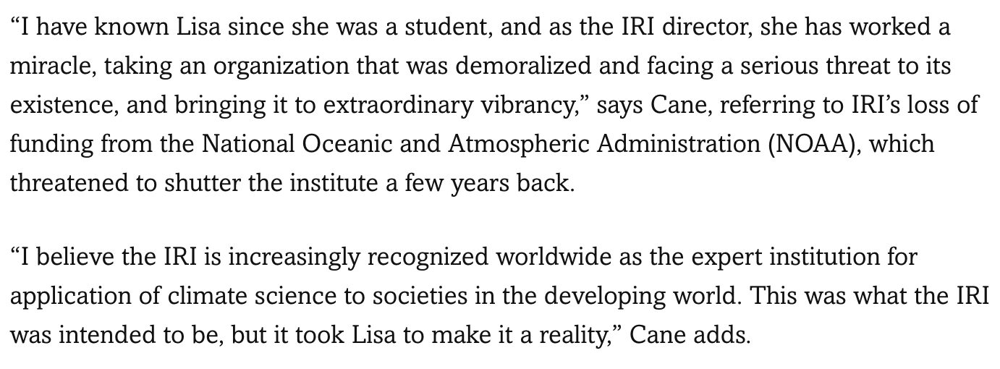 “I have known Lisa since she was a student, and as the IRI director, she has worked a
miracle, taking an organization that was demoralized and facing a serious threat to its
existence, and bringing it to extraordinary vibrancy,” says Cane, referring to IRI’s loss of
funding from the National Oceanic and Atmospheric Administration (NOAA), which
threatened to shutter the institute a few years back.
“I believe the IRI is increasingly recognized worldwide as the expert institution for
application of climate science to societies in the developing world. This was what the IRI
was intended to be, but it took Lisa to make it a reality,” Cane adds.